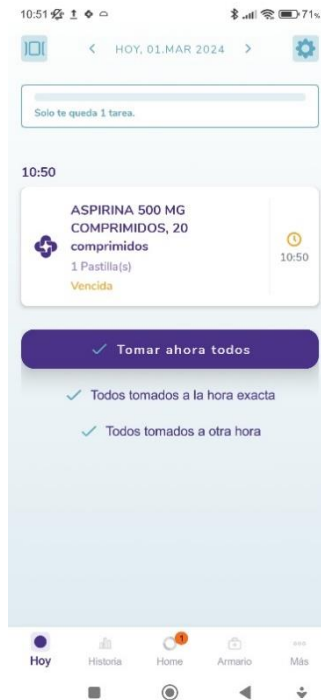 10:51
71%
HOY, 01.MAR 2024
Solo te queda 1 tarea.
10:50
ASPIRINA 500 MG
COMPRIMIDOS, 20
comprimidos
1 Pastilla(s)
Vencida
10:50
Tomar ahora todos
Todos tomados a la hora exacta
Todos tomados a otra hora
1
Hoy
Historia
Home
Armario
Más